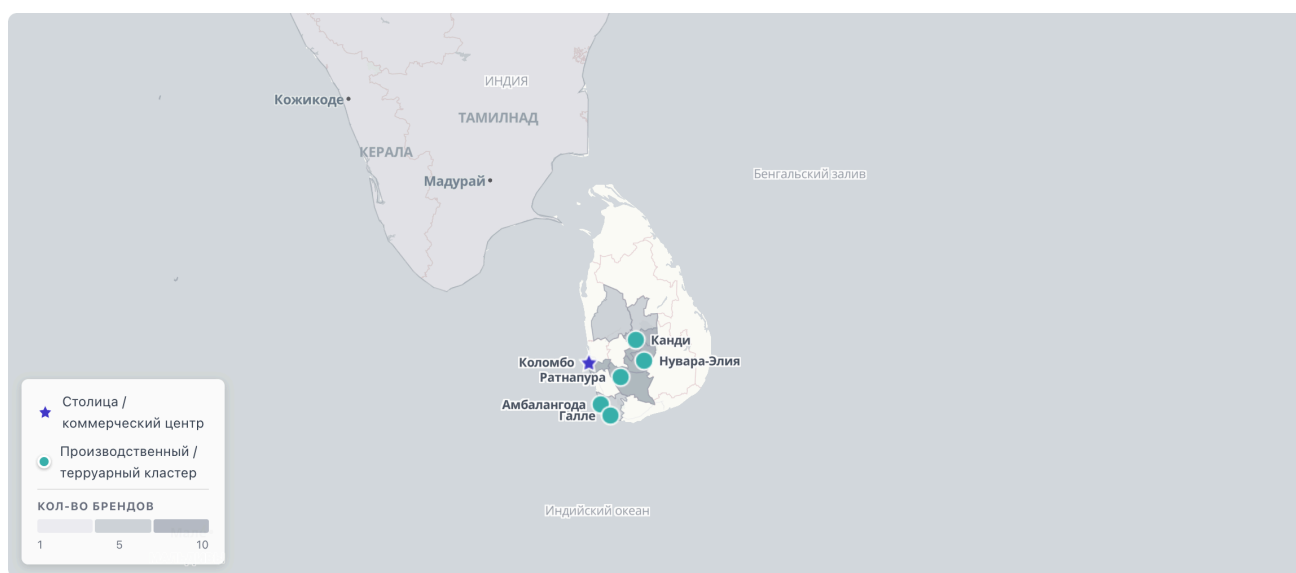 ИНДИЯ
Кожикоде
ТАМИЛНАД
КЕРАЛА
Бенгальский залив
Мадурай
Канди
Коломбо
Нувара-Элия
Ратнапура
Амбалангода
Галле
Индийский океан
Столица /
коммерческий центр
Производственный /
терруарный кластер
КОЛ-ВО БРЕНДОВ
1 5 10